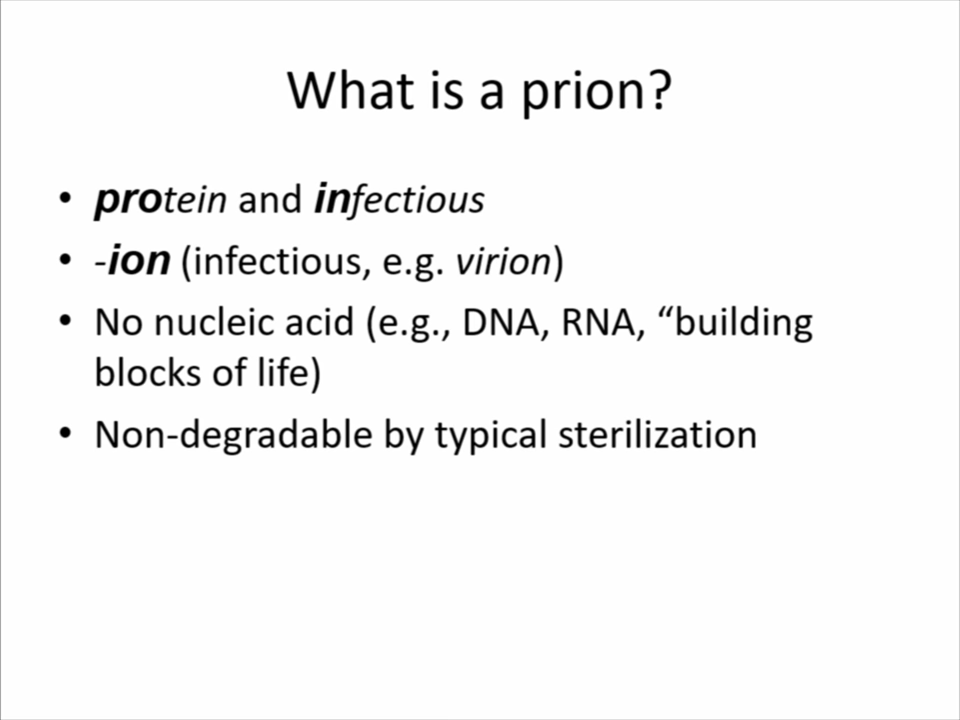 What is a prion?
• protein and infectious
• -ion (infectious, e.g. virion)
• No nucleic acid (e.g., DNA, RNA, “building
blocks of life)
• Non-degradable by typical sterilization